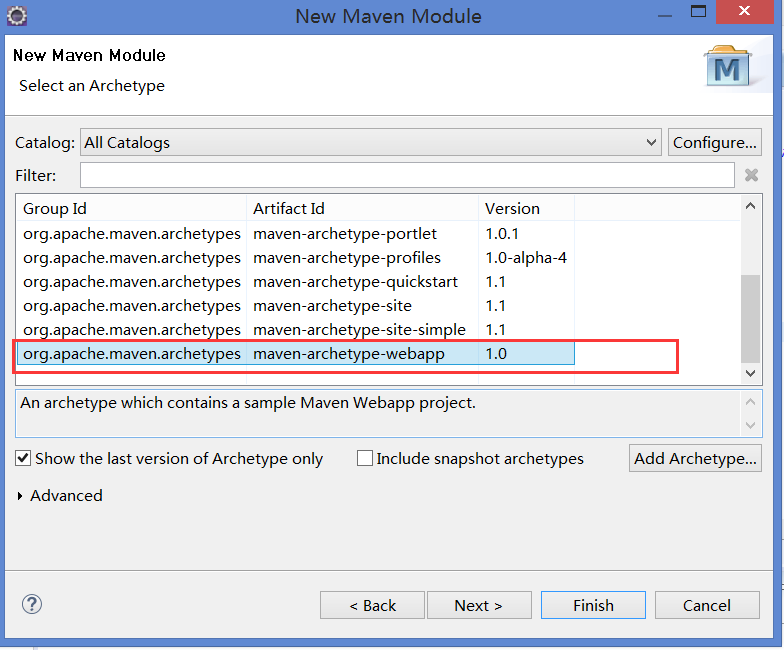 New Maven Module
New Maven Module
Select an Archetype
M
Catalog: All Catalogs Configure...
Filter:
Group Id Artifact Id Version
org.apache.maven.archetypes maven-archetype-portlet 1.0.1
org.apache.maven.archetypes maven-archetype-profiles 1.0-alpha-4
org.apache.maven.archetypes maven-archetype-quickstart 1.1
org.apache.maven.archetypes maven-archetype-site 1.1
org.apache.maven.archetypes maven-archetype-site-simple 1.1
org.apache.maven.archetypes maven-archetype-webapp 1.0
An archetype which contains a sample Maven Webapp project.
Show the last version of Archetype only Include snapshot archetypes Add Archetype...
Advanced
? < Back Next > Finish Cancel